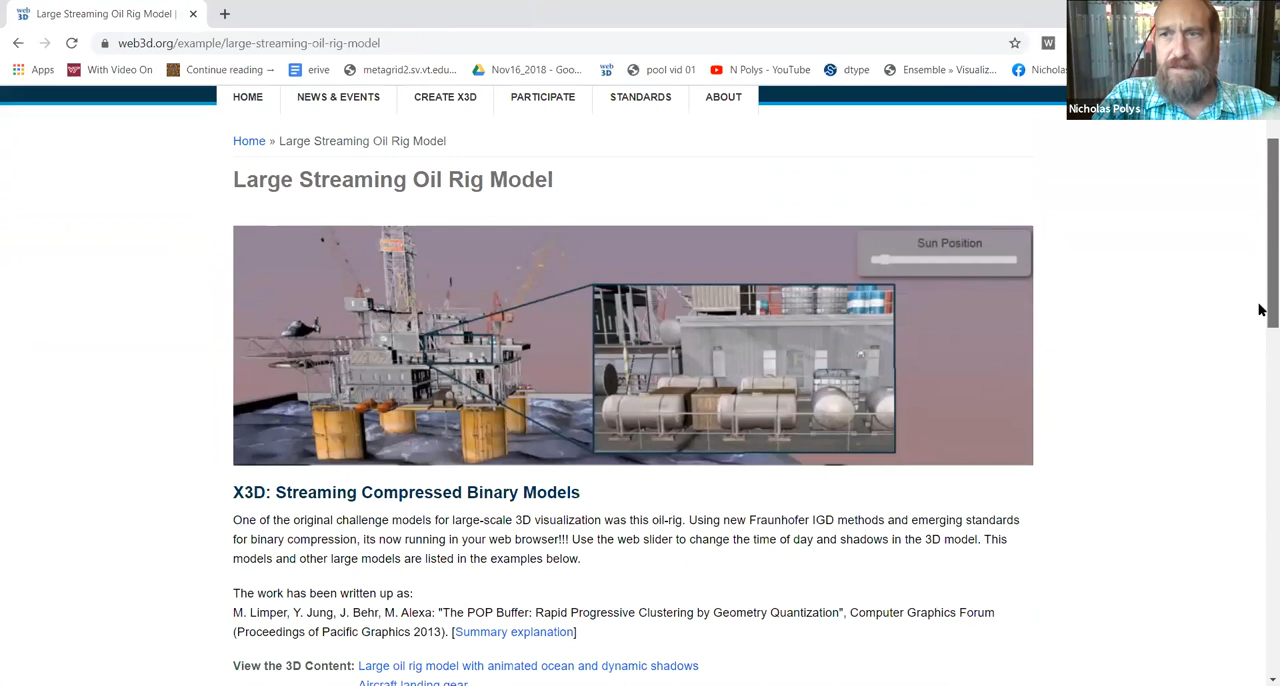 web 3D
Large Streaming Oil Rig Model |
web3d.org/example/large-streaming-oil-rig-model
W
Apps
With Video On
Continue reading →
erive
metagrid2.sv.vt.edu...
Nov16_2018 - Goo...
web 3D
pool vid 01
N Polys - YouTube
dtype
Ensemble » Visualiz...
Nichola
Nicholas Polys
HOME
NEWS & EVENTS
CREATE X3D
PARTICIPATE
STANDARDS
ABOUT
Home » Large Streaming Oil Rig Model
Large Streaming Oil Rig Model
Sun Position
X3D: Streaming Compressed Binary Models
One of the original challenge models for large-scale 3D visualization was this oil-rig. Using new Fraunhofer IGD methods and emerging standards
for binary compression, its now running in your web browser!!! Use the web slider to change the time of day and shadows in the 3D model. This
models and other large models are listed in the examples below.
The work has been written up as:
M. Limper, Y. Jung, J. Behr, M. Alexa: "The POP Buffer: Rapid Progressive Clustering by Geometry Quantization", Computer Graphics Forum
(Proceedings of Pacific Graphics 2013). [Summary explanation]
View the 3D Content: Large oil rig model with animated ocean and dynamic shadows
Aircraft landing gear